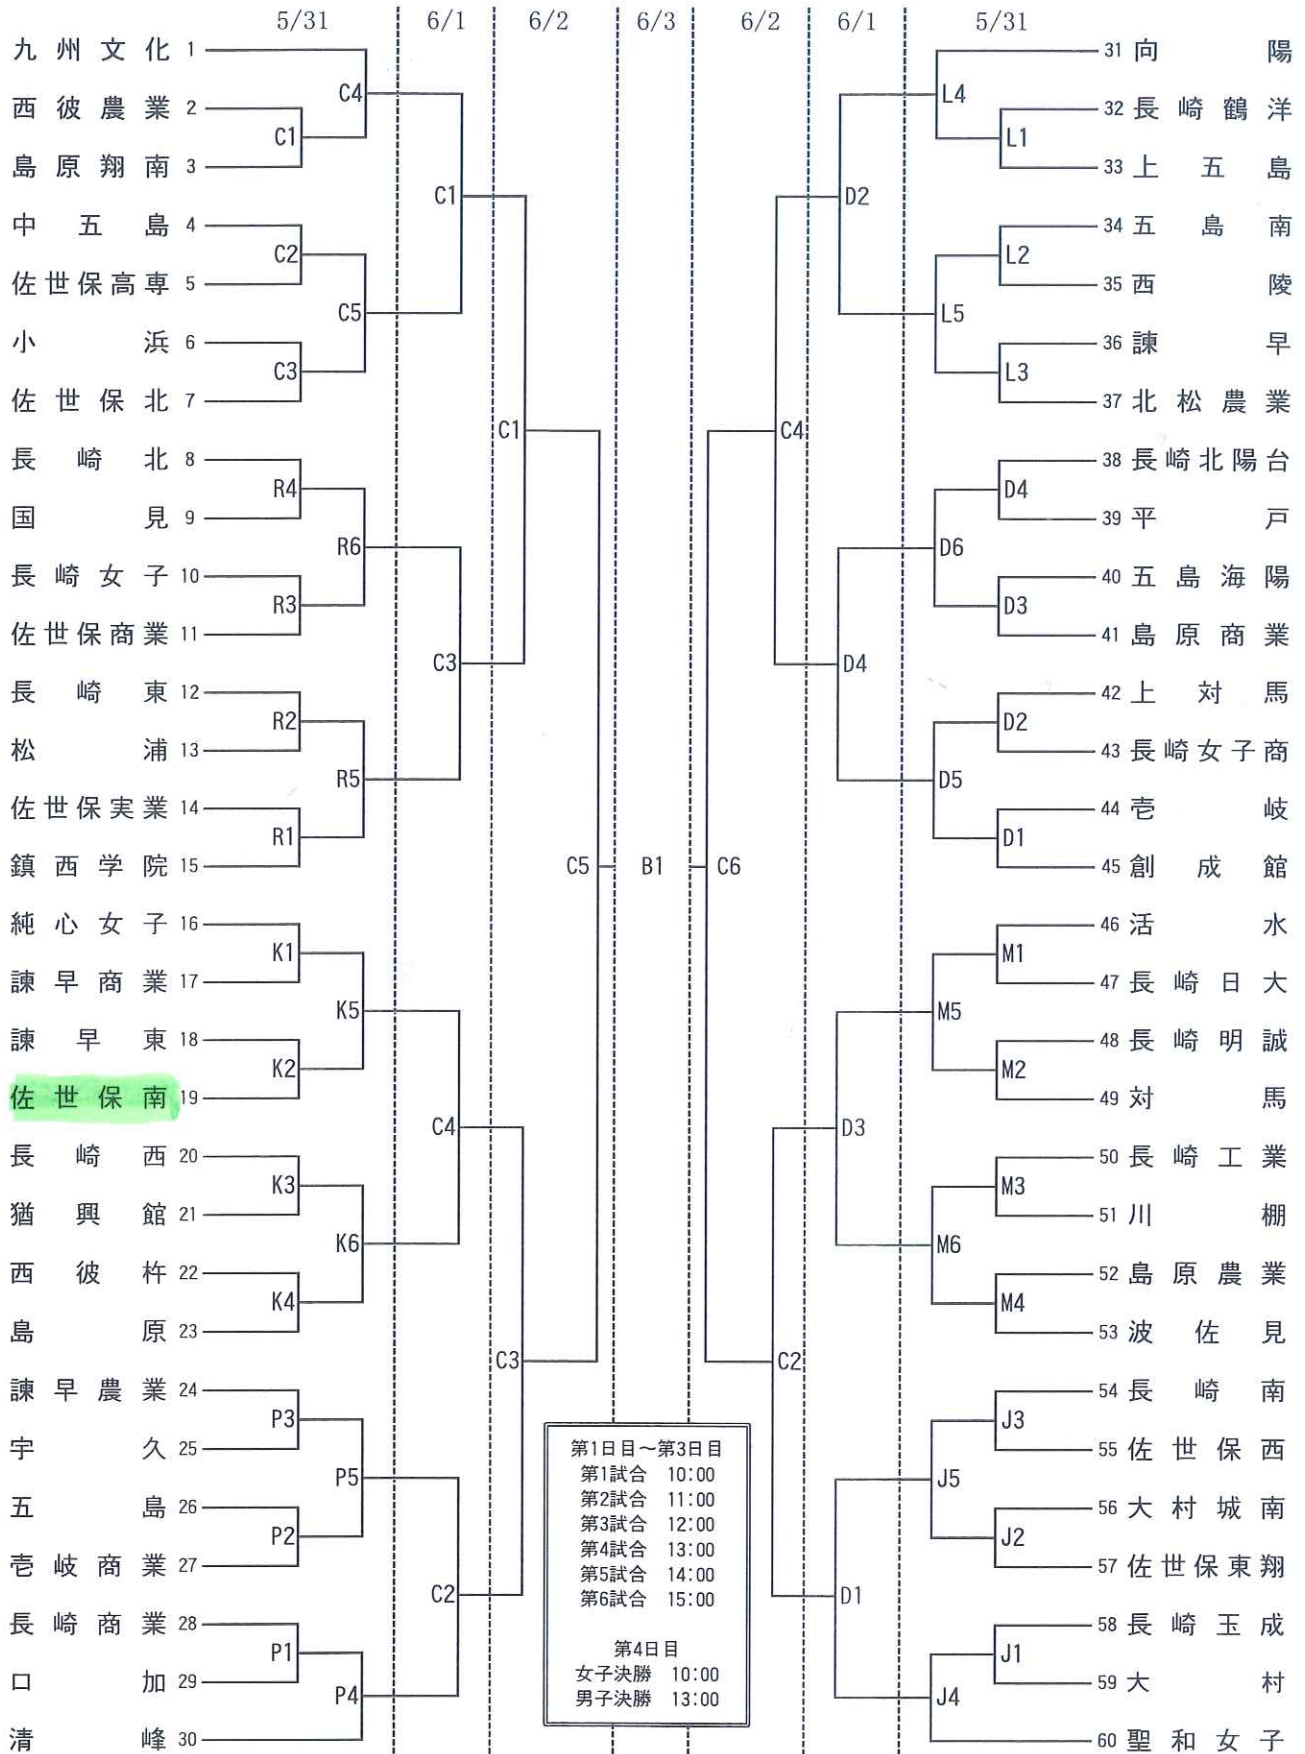 5/31 6/1 6/2 6/3 6/2 6/1 5/31
九州文化 1
西彼農業 2
島原翔南 3
中五島 4
佐世保高専 5
小浜 6
佐世保北 7
長崎北 8
国見 9
長崎女子 10
佐世保商業 11
長崎東 12
松浦 13
佐世保実業 14
鎮西学院 15
純心女子 16
諫早商業 17
諫早東 18
佐世保南 19
長崎西 20
猶興館 21
西彼杵 22
島原 23
諫早農業 24
宇久 25
五島 26
壱岐商業 27
長崎商業 28
口加 29
清峰 30
C4
C1
C1
C2
C5
C3
C1
R4
R6
R3
C3
R2
R5
R1
C5
K1
K5
K2
C4
K3
K6
K4
C3
P3
P5
P2
C2
P1
P4
B1
第1日目~第3日目
第1試合 10:00
第2試合 11:00
第3試合 12:00
第4試合 13:00
第5試合 14:00
第6試合 15:00
第4日目
女子決勝 10:00
男子決勝 13:00
L4
L1
D2
L2
L5
L3
C4
D4
D6
D3
D4
D2
D5
D1
C6
M1
M5
M2
D3
M3
M6
M4
C2
J3
J5
J2
D1
J1
J4
31 向陽
32 長崎鶴洋
33 上五島
34 五島南
35 西陵
36 諫早
37 北松農業
38 長崎北陽台
39 平戸
40 五島海陽
41 島原商業
42 上対馬
43 長崎女子商
44 壱岐
45 創成館
46 活水
47 長崎日大
48 長崎明誠
49 対馬
50 長崎工業
51 川棚
52 島原農業
53 波佐見
54 長崎南
55 佐世保西
56 大村城南
57 佐世保東翔
58 長崎玉成
59 大村
60 聖和女子